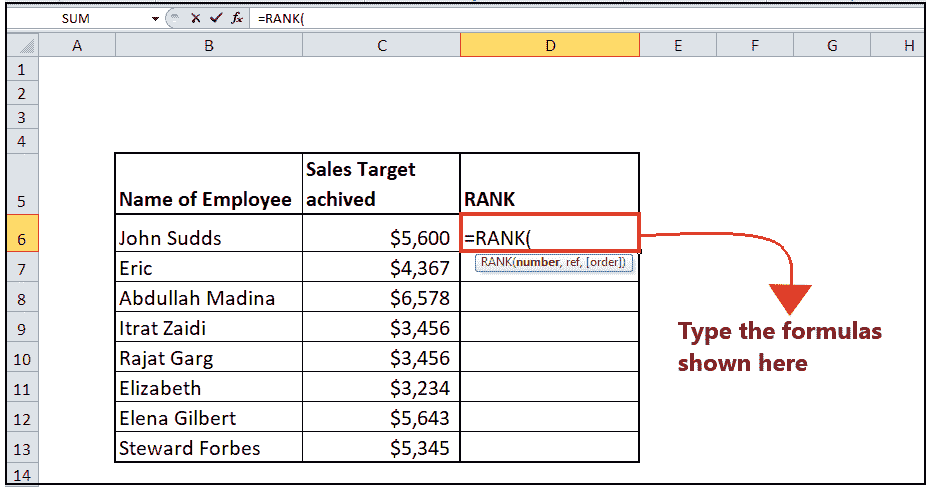 SUM fx =RANK(
A B C D E F G H
1
2
3
4
Sales Target
5 Name of Employee achived RANK
6 John Sudds $5,600 =RANK(
RANK(number, ref, [order])
7 Eric $4,367
8 Abdullah Madina $6,578
9 Itrat Zaidi $3,456
10 Rajat Garg $3,456
11 Elizabeth $3,234
12 Elena Gilbert $5,643
13 Steward Forbes $5,345
14
Type the formulas
shown here